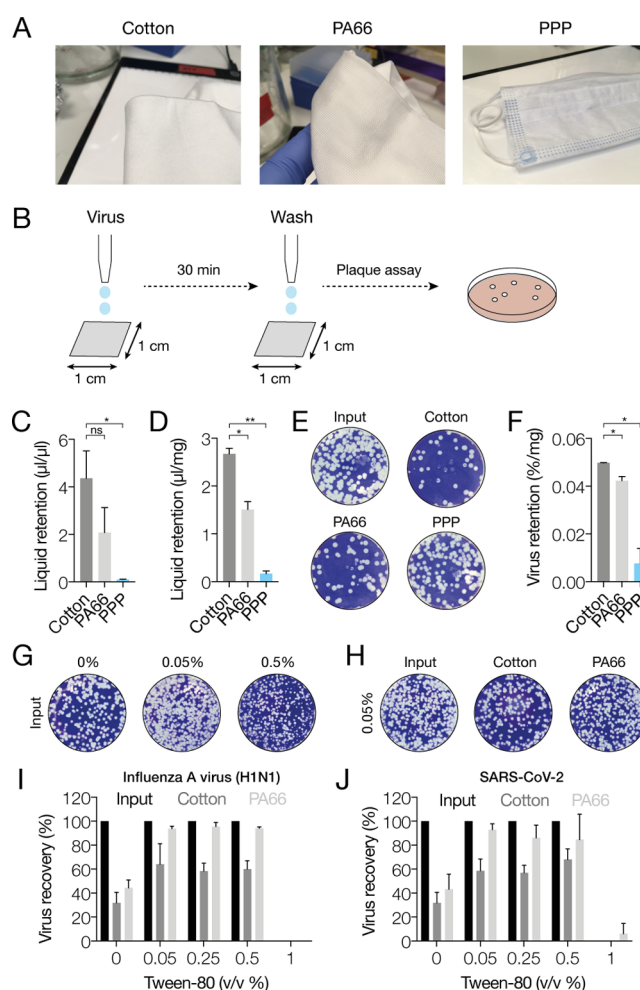 A
Cotton
PA66
PPP
B
Virus
Wash
30 min
Plaque assay
1 cm
1 cm
1 cm
1 cm
C
Liquid retention (µl/µl)
6
4
2
0
ns
*
Cotton
PA66
PPP
D
Liquid retention (µl/mg)
3
2
1
0
*
**
Cotton
PA66
PPP
E
Input
Cotton
PA66
PPP
F
Virus retention (%/mg)
0.06
0.04
0.02
0.00
*
*
Cotton
PA66
PPP
G
0%
0.05%
0.5%
Input
H
Input
Cotton
PA66
0.05%
I
Influenza A virus (H1N1)
Input
Cotton
PA66
Virus recovery (%)
120
100
80
60
40
20
0
0
0.05
0.25
0.5
1
Tween-80 (v/v %)
J
SARS-CoV-2
Input
Cotton
PA66
Virus recovery (%)
120
100
80
60
40
20
0
0
0.05
0.25
0.5
1
Tween-80 (v/v %)